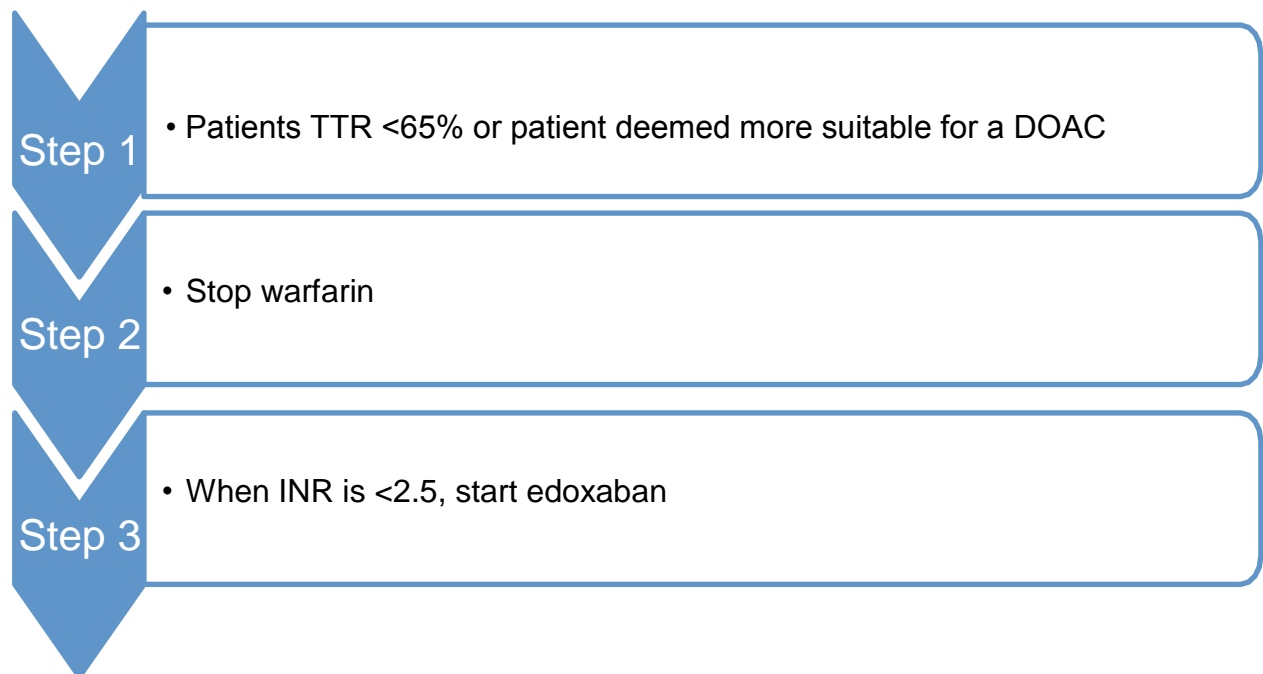 Step 1
• Patients TTR <65% or patient deemed more suitable for a DOAC
Step 2
• Stop warfarin
Step 3
• When INR is <2.5, start edoxaban